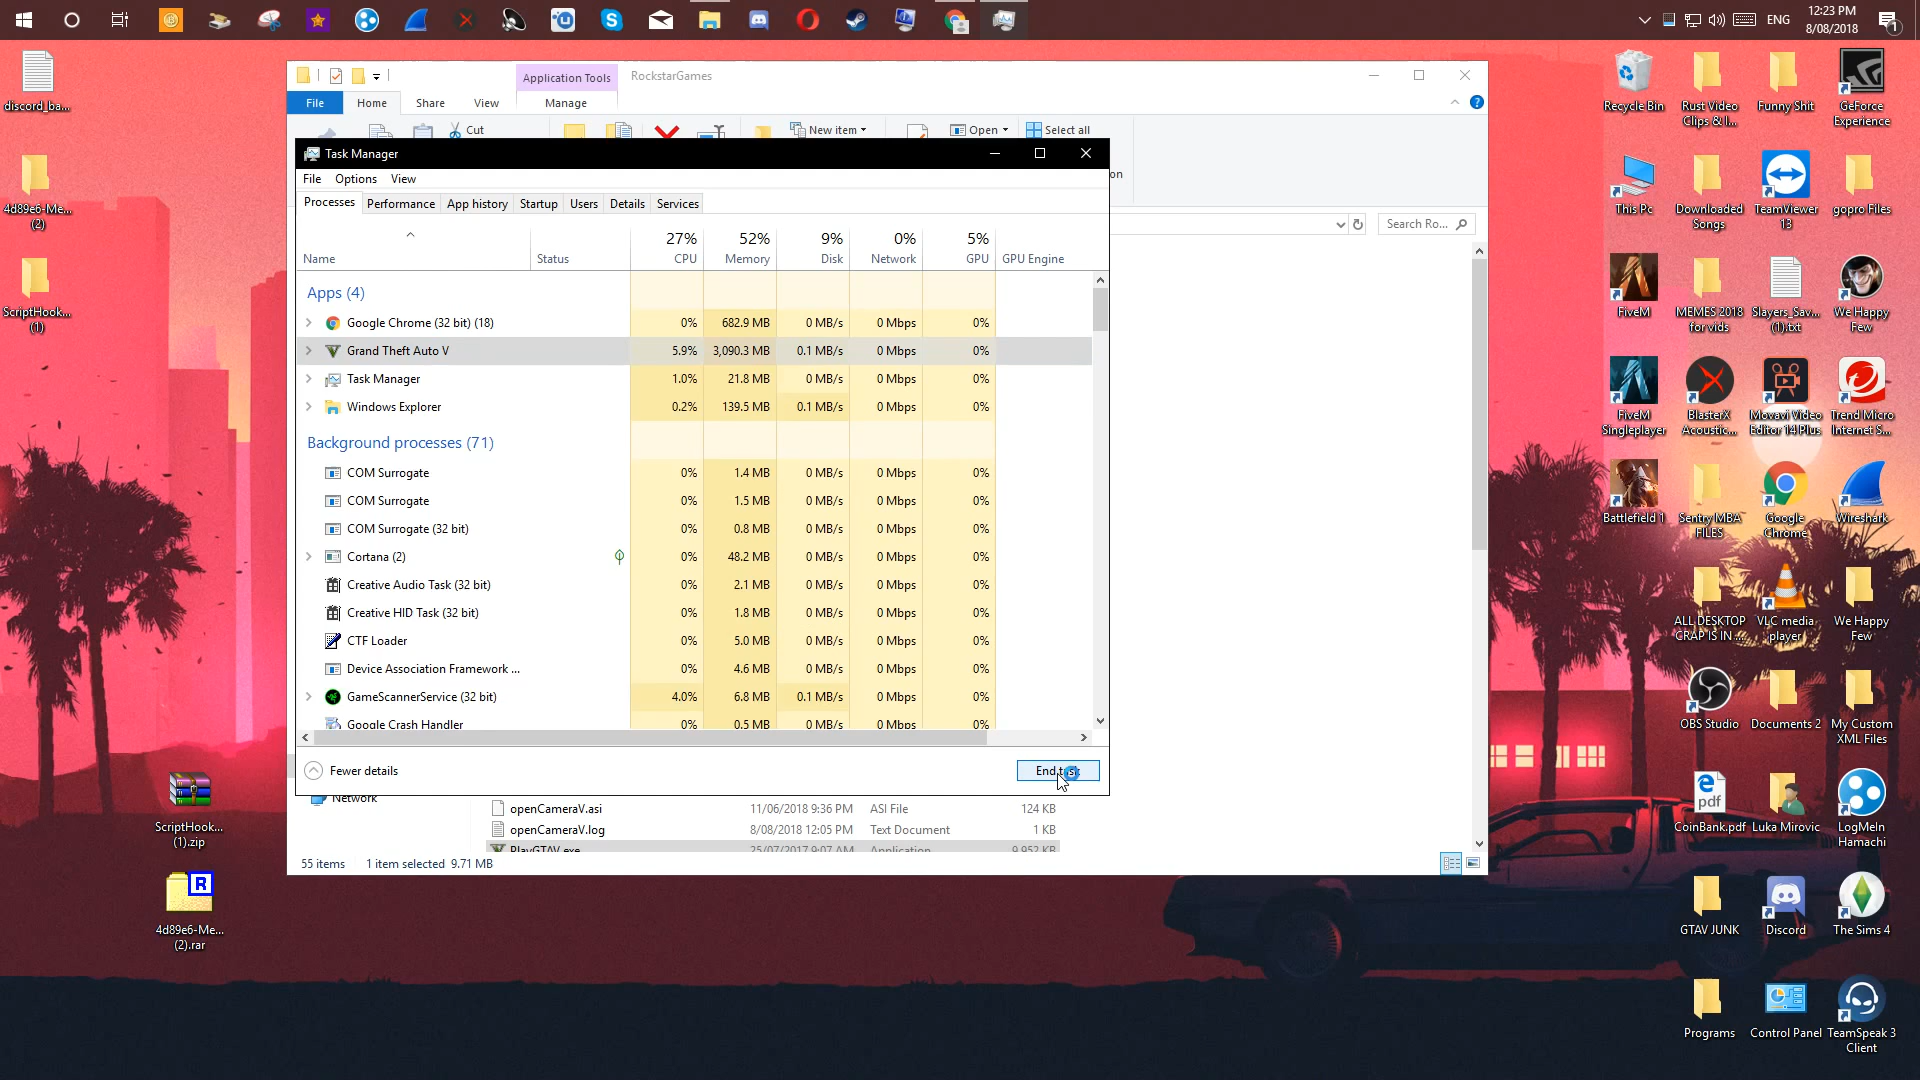 ENG
12:23 PM
8/08/2018
1
discord_ba...
4d89e6-Me...
(2)
ScriptHook...
(1)
ScriptHook...
(1).zip
R
4d89e6-Me...
(2).rar
Application Tools
RockstarGames
File
Home
Share
View
Manage
Cut
New item
Open
Select all
on
Search Ro...
Task Manager
File Options View
Processes Performance App history Startup Users Details Services
27% 52% 9% 0% 5%
Name Status CPU Memory Disk Network GPU GPU Engine
Apps (4)
Google Chrome (32 bit) (18) 0% 682.9 MB 0 MB/s 0 Mbps 0%
Grand Theft Auto V 5.9% 3,090.3 MB 0.1 MB/s 0 Mbps 0%
Task Manager 1.0% 21.8 MB 0 MB/s 0 Mbps 0%
Windows Explorer 0.2% 139.5 MB 0.1 MB/s 0 Mbps 0%
Background processes (71)
COM Surrogate 0% 1.4 MB 0 MB/s 0 Mbps 0%
COM Surrogate 0% 1.5 MB 0 MB/s 0 Mbps 0%
COM Surrogate (32 bit) 0% 0.8 MB 0 MB/s 0 Mbps 0%
Cortana (2) 0% 48.2 MB 0 MB/s 0 Mbps 0%
Creative Audio Task (32 bit) 0% 2.1 MB 0 MB/s 0 Mbps 0%
Creative HID Task (32 bit) 0% 1.8 MB 0 MB/s 0 Mbps 0%
CTF Loader 0% 5.0 MB 0 MB/s 0 Mbps 0%
Device Association Framework ... 0% 4.6 MB 0 MB/s 0 Mbps 0%
GameScannerService (32 bit) 4.0% 6.8 MB 0.1 MB/s 0 Mbps 0%
Google Crash Handler 0% 0.5 MB 0 MB/s 0 Mbps 0%
Fewer details
End task
Network
openCameraV.asi 11/06/2018 9:36 PM ASI File 124 KB
openCameraV.log 8/08/2018 12:05 PM Text Document 1 KB
PlayGTAV.exe 25/07/2017 9:07 AM Application 9,952 KB
55 items 1 item selected 9.71 MB
Recycle Bin
Rust Video
Clips & I...
Funny Shit
GeForce
Experience
This Pc
Downloaded
Songs
TeamViewer
13
gopro Files
FiveM
MEMES 2018
for vids
Slayers_Sav...
(1).txt
We Happy
Few
FiveM
Singleplayer
BlasterX
Acoustic...
Movavi Video
Editor 14 Plus
Trend Micro
Internet S...
Battlefield 1
Sentry MBA
FILES
Google
Chrome
Wireshark
ALL DESKTOP
CRAP IS IN ...
VLC media
player
We Happy
Few
OBS Studio
Documents 2
My Custom
XML Files
pdf
CoinBank.pdf
Luka Mirovic
LogMeIn
Hamachi
GTAV JUNK
Discord
The Sims 4
Programs
Control Panel
TeamSpeak 3
Client